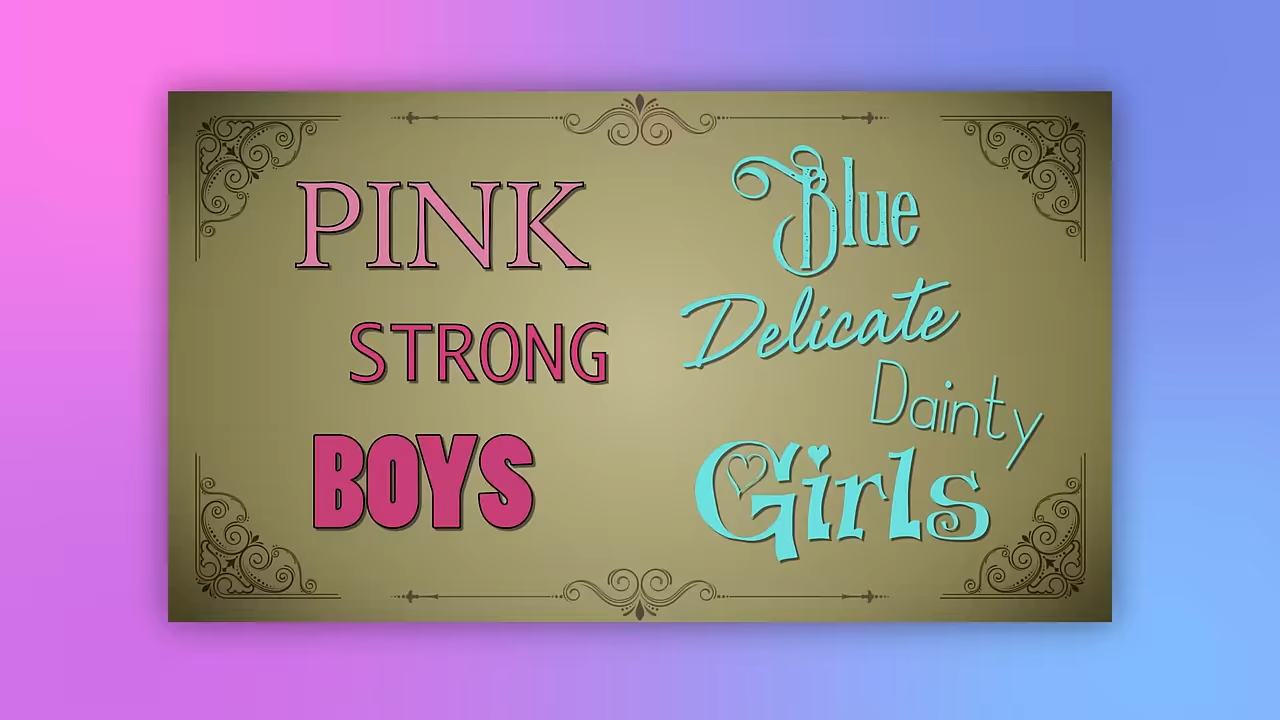 PINK
STRONG
BOYS
Blue
Delicate
Dainty
Girls